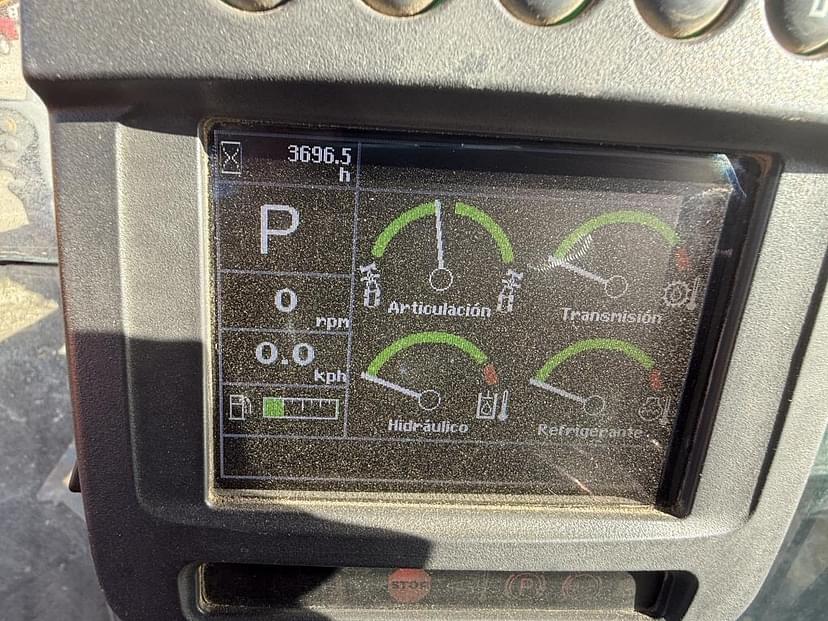 3696.5
h
P
0
rpm
0.0
kph
Articulación
Transmisión
Hidráulico
Refrigerante
STOP
P